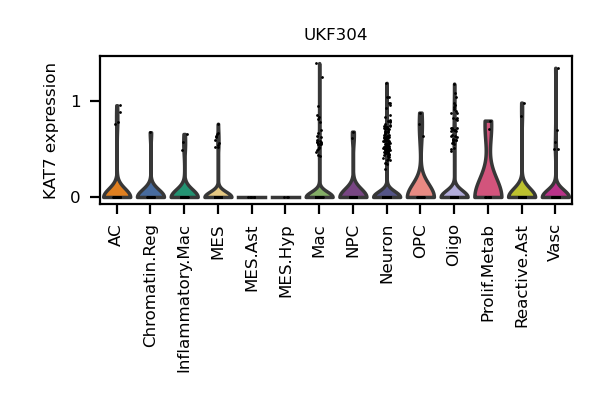 UKF304
KAT7 expression
1
0
AC
Chromatin.Reg
Inflammatory.Mac
MES
MES.Ast
MES.Hyp
Mac
NPC
Neuron
OPC
Oligo
Prolif.Metab
Reactive.Ast
Vasc